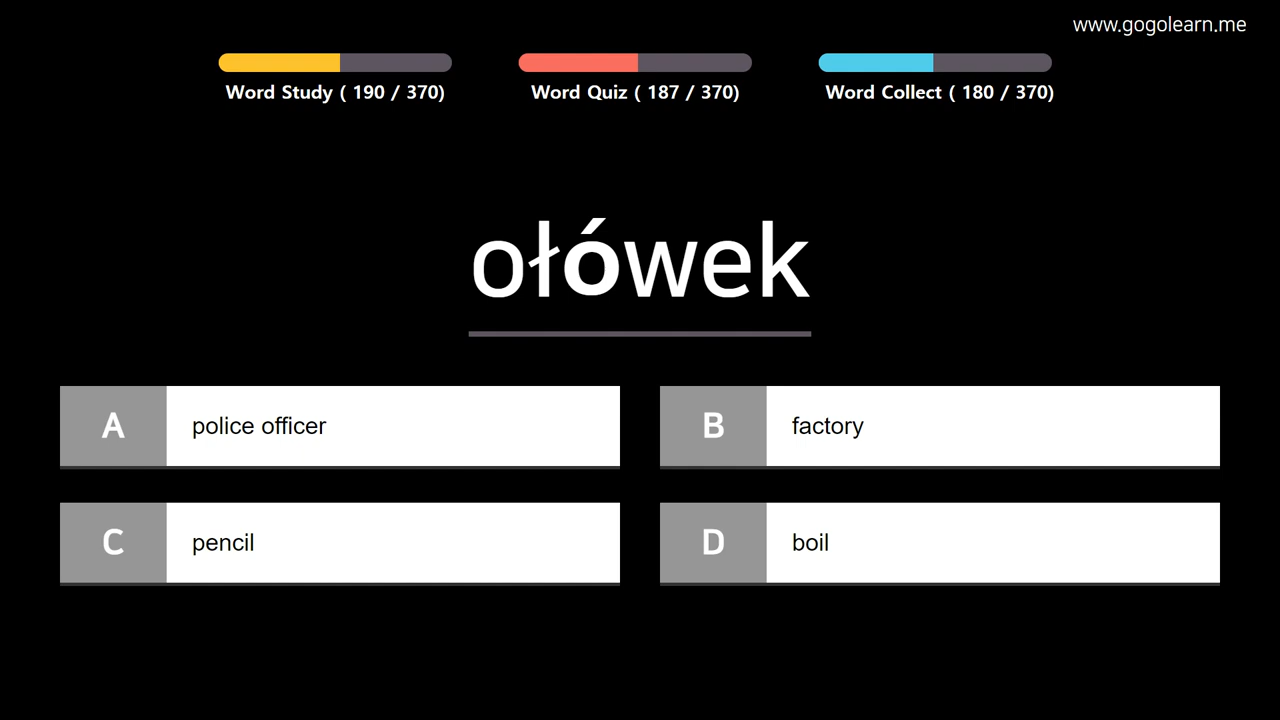 www.gogolearn.me
Word Study ( 190 / 370)
Word Quiz ( 187 / 370)
Word Collect ( 180 / 370)
ołówek
A police officer
B factory
C pencil
D boil